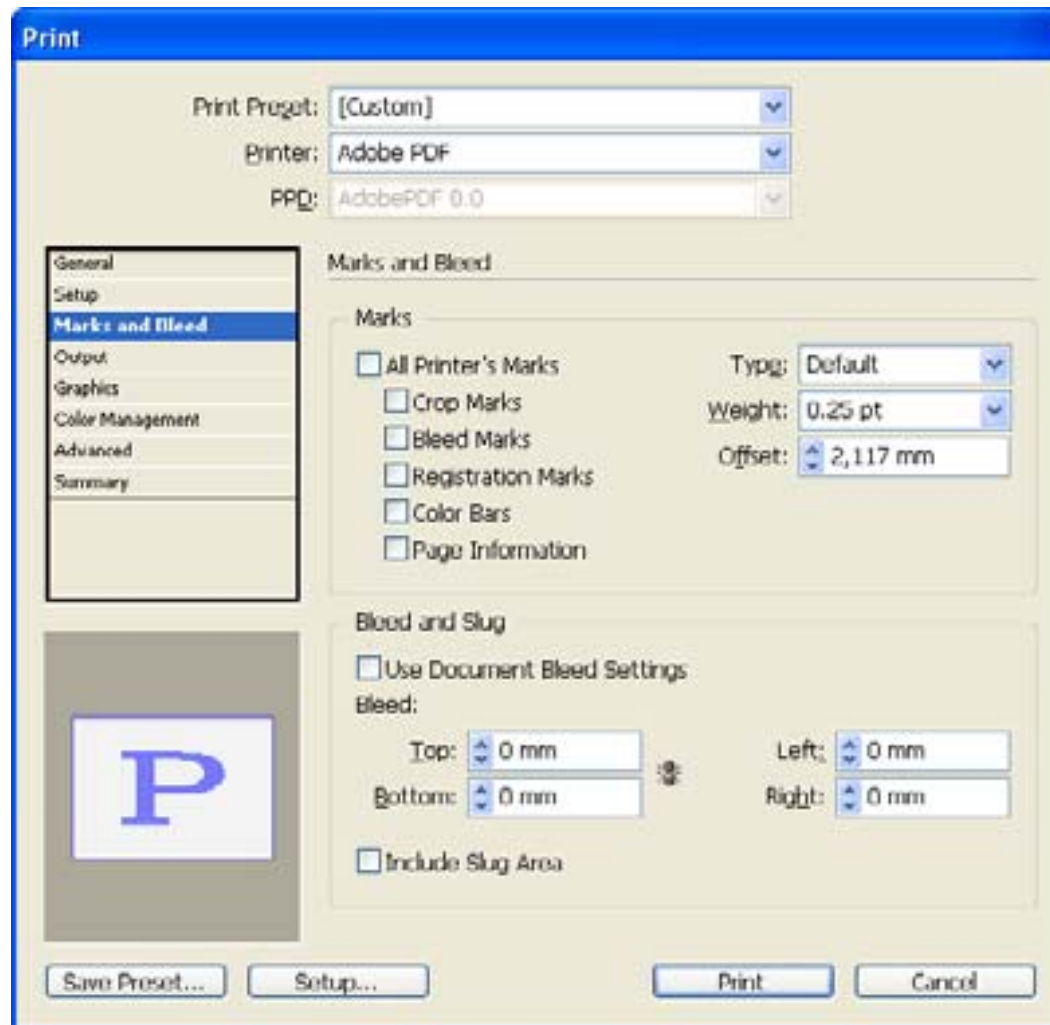 Print
Print Preset: [Custom]
Printer: Adobe PDF
PPD: AdobePDF 0.0
General
Setup
Marks and Bleed
Output
Graphics
Color Management
Advanced
Summary
Marks and Bleed
Marks
All Printer's Marks
Crop Marks
Bleed Marks
Registration Marks
Color Bars
Page Information
Type: Default
Weight: 0.25 pt
Offset: 2,117 mm
Bleed and Slug
Use Document Bleed Settings
Bleed:
Top: 0 mm
Bottom: 0 mm
Left: 0 mm
Right: 0 mm
Include Slug Area
P
Save Preset...
Setup...
Print
Cancel